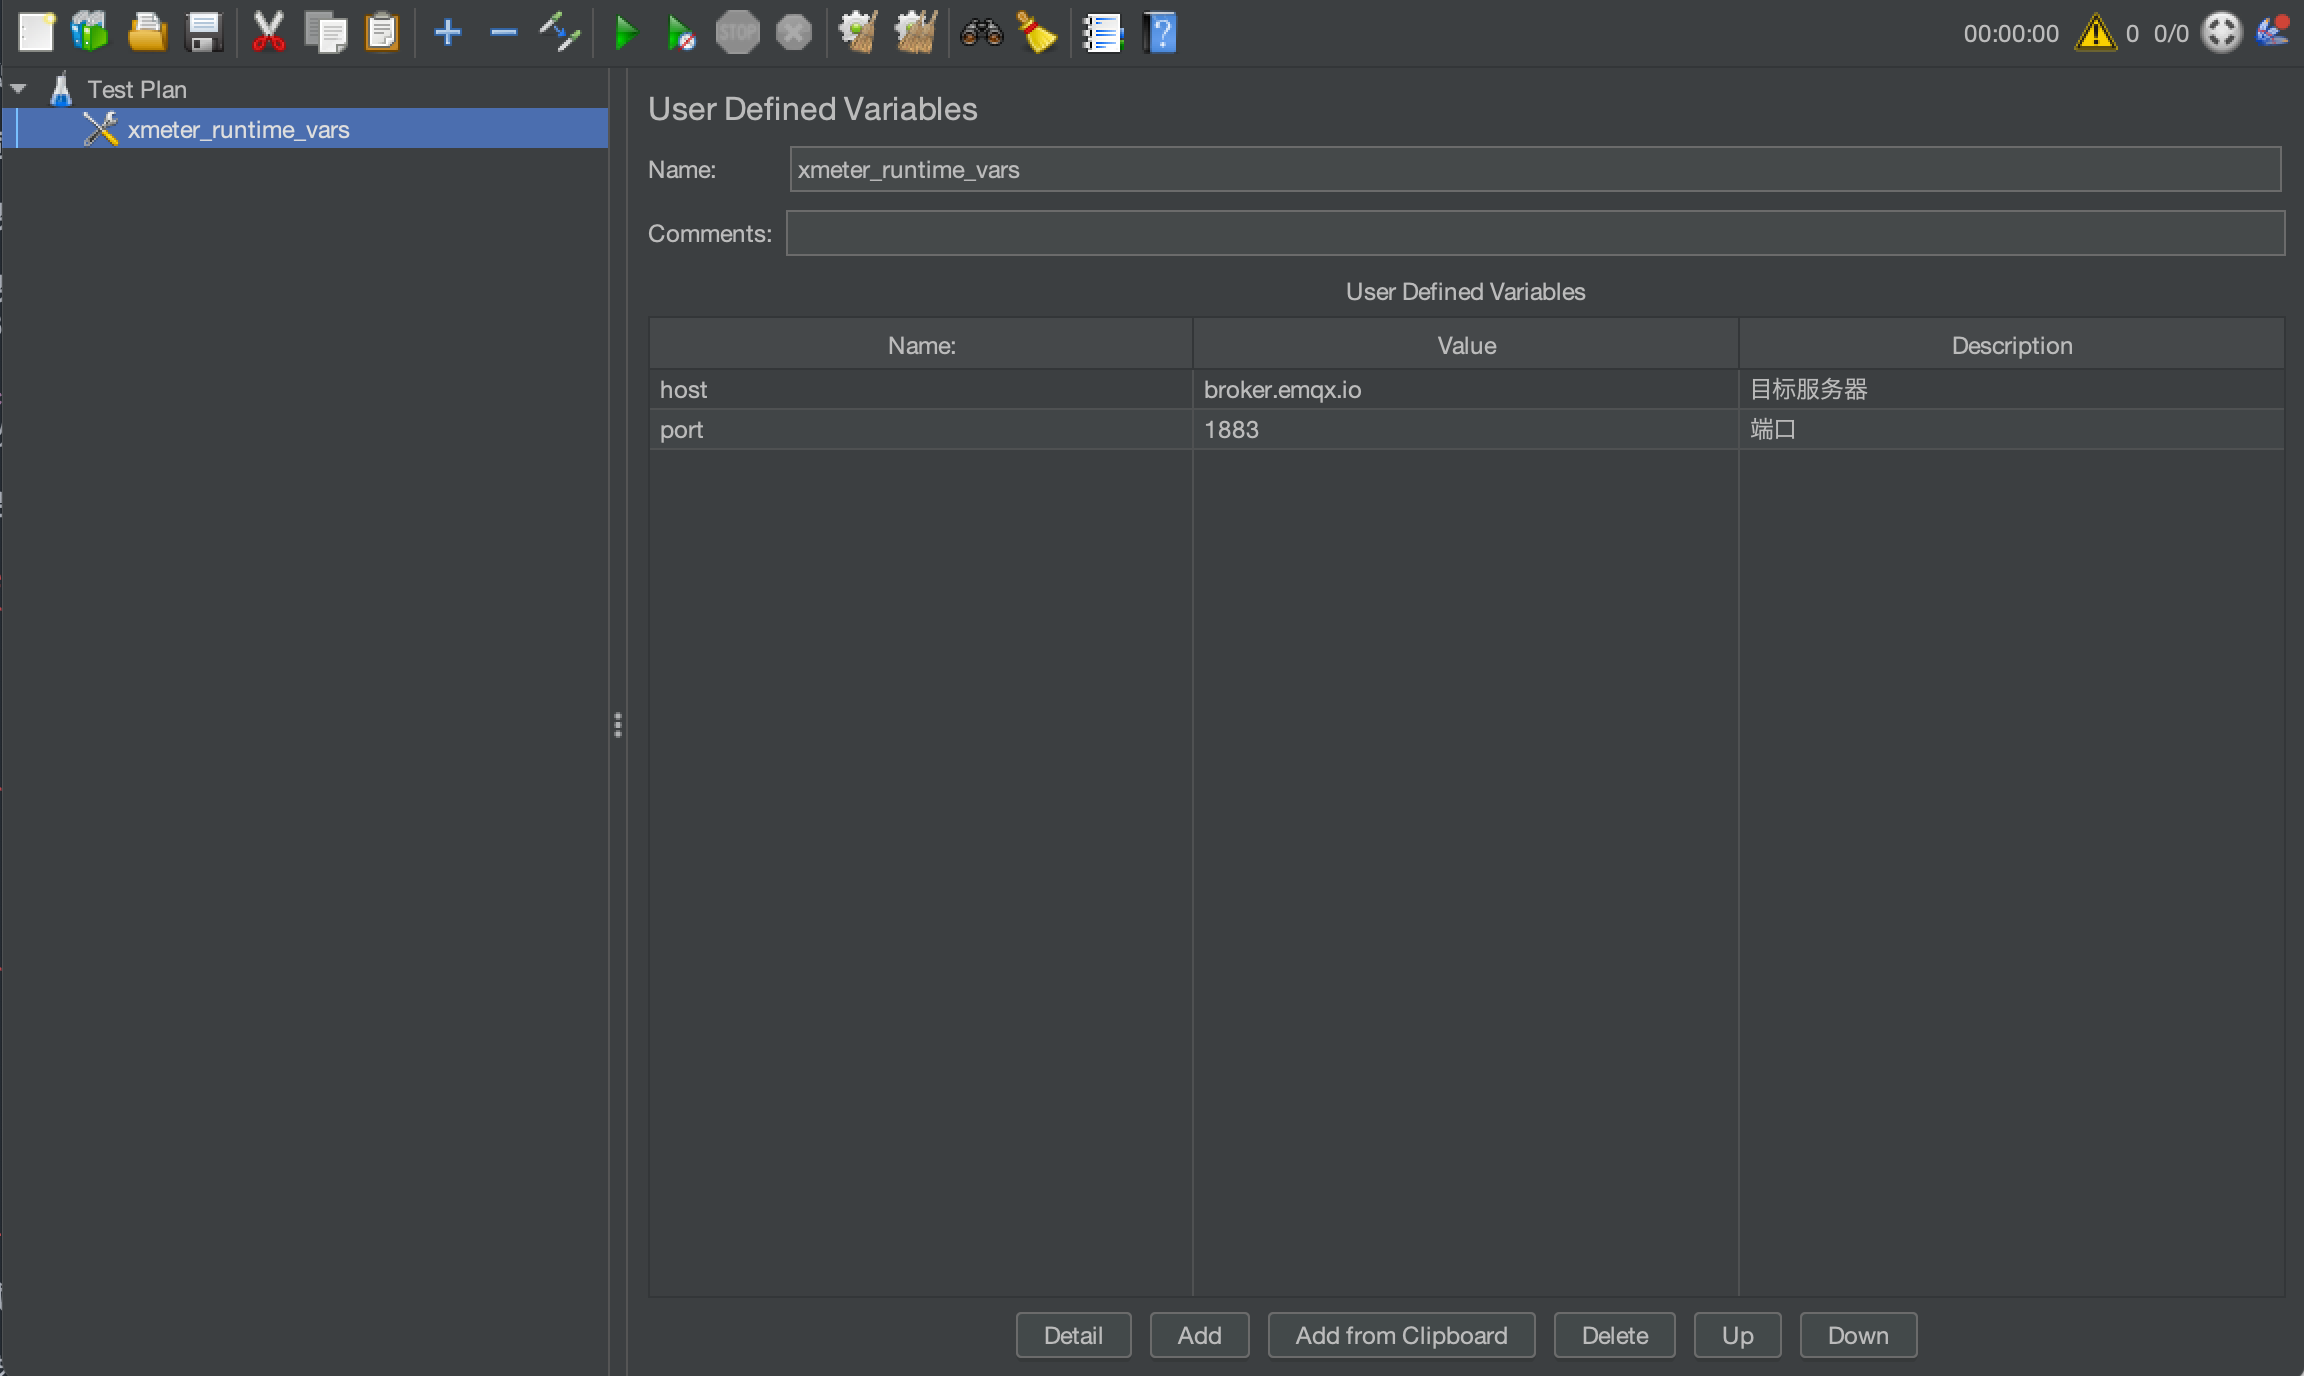 STOP
00:00:00 0 0/0
Test Plan
xmeter_runtime_vars
User Defined Variables
Name: xmeter_runtime_vars
Comments:
User Defined Variables
Name: Value Description
host broker.emqx.io 目标服务器
port 1883 端口
Detail Add Add from Clipboard Delete Up Down